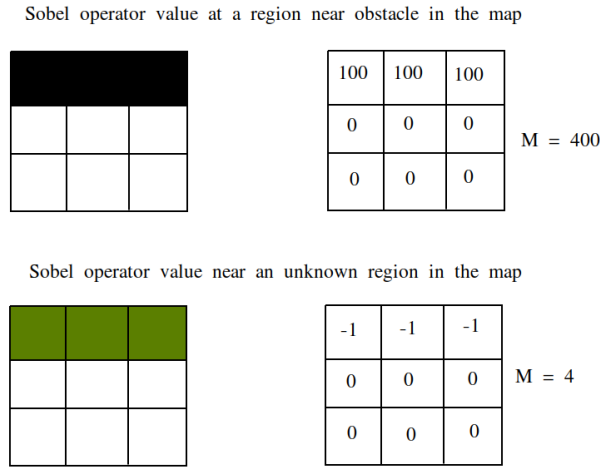 Sobel operator value at a region near obstacle in the map
100 100 100
0 0 0
M = 400
0 0 0
Sobel operator value near an unknown region in the map
-1 -1 -1
0 0 0
M = 4
0 0 0